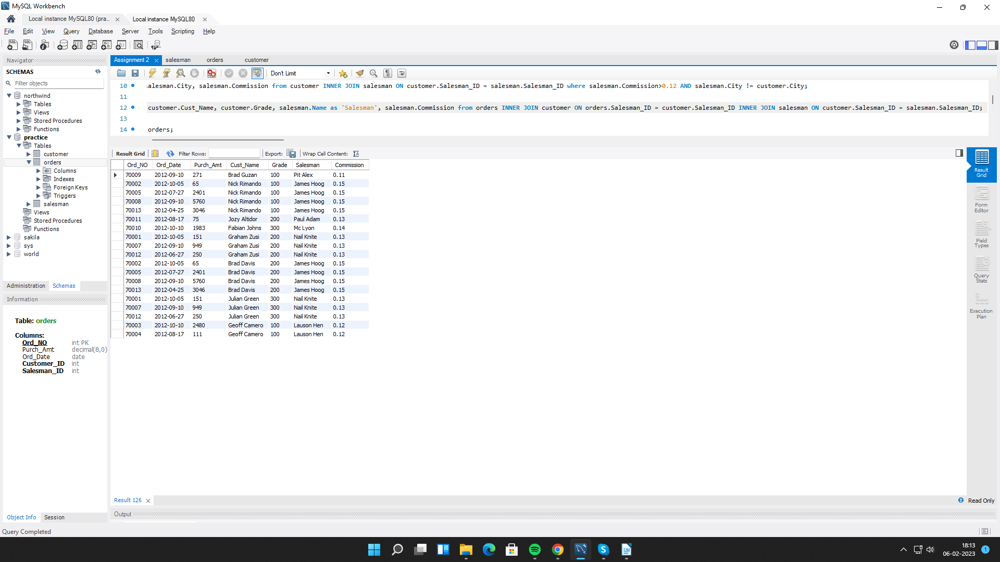 MySQL Workbench
Local instance MySQL80 (pra...
Local instance MySQL80
File Edit View Query Database Server Tools Scripting Help
Navigator
SCHEMAS
Filter objects
northwind
Tables
Views
Stored Procedures
Functions
practice
Tables
customer
orders
Columns
Indexes
Foreign Keys
Triggers
salesman
Views
Stored Procedures
Functions
sakila
sys
world
Administration Schemas
Information
Table: orders
Columns:
Ord_NO int PK
Purch_Amt decimal(8,0)
Ord_Date date
Customer_ID int
Salesman_ID int
Object Info Session
Query Completed
Assignment 2 salesman orders customer
Don't Limit
10 salesman.City, salesman.Commission from customer INNER JOIN salesman ON customer.Salesman_ID = salesman.Salesman_ID where salesman.Commission>0.12 AND salesman.City != customer.City;
11
12 customer.Cust_Name, customer.Grade, salesman.Name as 'Salesman', salesman.Commission from orders INNER JOIN customer ON orders.Salesman_ID = customer.Salesman_ID INNER JOIN salesman ON customer.Salesman_ID = salesman.Salesman_ID;
13
14 orders;
Result Grid Filter Rows: Export: Wrap Cell Content:
Ord_NO Ord_Date Purch_Amt Cust_Name Grade Salesman Commission
70009 2012-09-10 271 Brad Guzan 100 Pit Alex 0.11
70002 2012-10-05 65 Nick Rimando 100 James Hoog 0.15
70005 2012-07-27 2401 Nick Rimando 100 James Hoog 0.15
70008 2012-09-10 5760 Nick Rimando 100 James Hoog 0.15
70013 2012-04-25 3046 Nick Rimando 100 James Hoog 0.15
70011 2012-08-17 75 Jozy Altidor 200 Paul Adam 0.13
70010 2012-10-10 1983 Fabian Johns 300 Mc Lyon 0.14
70001 2012-10-05 151 Graham Zusi 200 Nail Knite 0.13
70007 2012-09-10 949 Graham Zusi 200 Nail Knite 0.13
70012 2012-06-27 250 Graham Zusi 200 Nail Knite 0.13
70002 2012-10-05 65 Brad Davis 200 James Hoog 0.15
70005 2012-07-27 2401 Brad Davis 200 James Hoog 0.15
70008 2012-09-10 5760 Brad Davis 200 James Hoog 0.15
70013 2012-04-25 3046 Brad Davis 200 James Hoog 0.15
70001 2012-10-05 151 Julian Green 300 Nail Knite 0.13
70007 2012-09-10 949 Julian Green 300 Nail Knite 0.13
70012 2012-06-27 250 Julian Green 300 Nail Knite 0.13
70003 2012-10-10 2480 Geoff Camero 100 Lauson Hen 0.12
70004 2012-08-17 111 Geoff Camero 100 Lauson Hen 0.12
Result
Grid
Form
Editor
Field
Types
Query
Stats
Execution
Plan
Result 126
Read Only
Output
18:13
06-02-2023
1